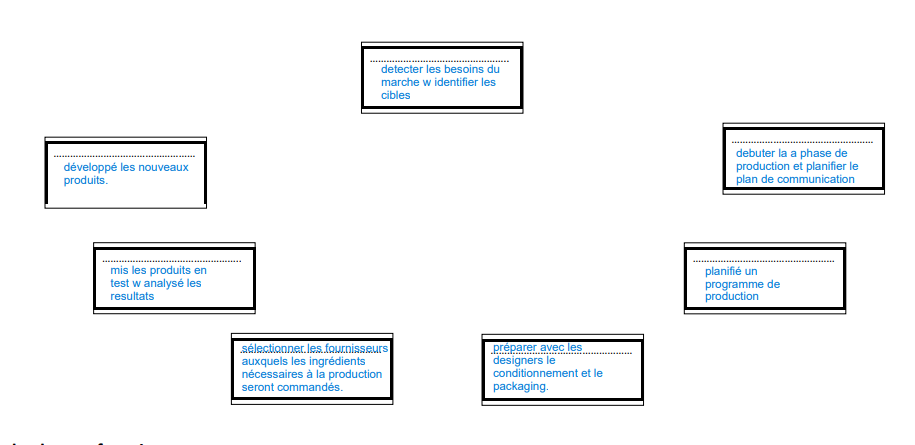 detecter les besoins du
marche w identifier les
cibles
développé les nouveaux
produits.
debuter la a phase de
production et planifier le
plan de communication
mis les produits en
test w analysé les
resultats
planifié un
programme de
production
sélectionner les fournisseurs
auxquels les ingrédients
nécessaires à la production
seront commandés.
préparer avec les
designers le
conditionnement et le
packaging.